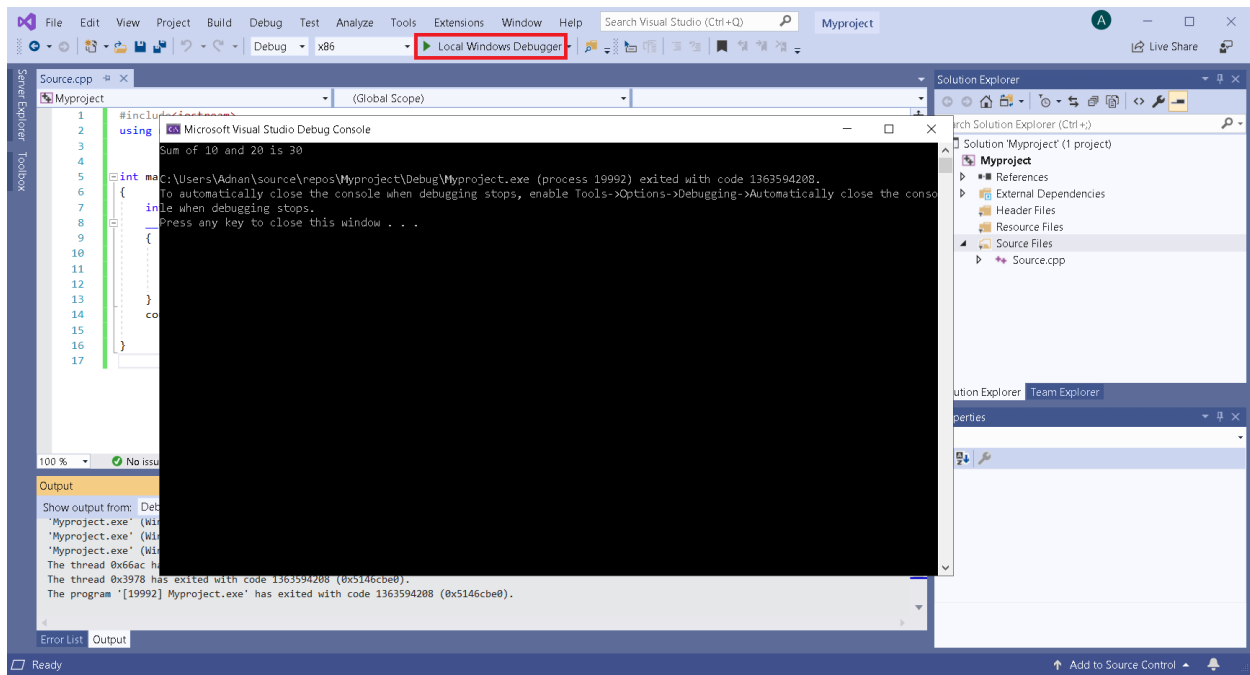 File Edit View Project Build Debug Test Analyze Tools Extensions Window Help Search Visual Studio (Ctrl+Q) Myproject A
Debug x86 Local Windows Debugger Live Share
Server Explorer
Toolbox
Source.cpp
Myproject (Global Scope)
1 #include<iostream>
2 using
3
4
5 int ma
6 {
7 in
8 __
9 {
10
11
12
13 }
14 co
15
16 }
17
Microsoft Visual Studio Debug Console
Sum of 10 and 20 is 30
C:\Users\Adnan\source\repos\Myproject\Debug\Myproject.exe (process 19992) exited with code 1363594208.
To automatically close the console when debugging stops, enable Tools->Options->Debugging->Automatically close the conso
le when debugging stops.
Press any key to close this window . . .
100 % No issu
Output
Show output from: Deb
'Myproject.exe' (Win
'Myproject.exe' (Win
'Myproject.exe' (Win
The thread 0x66ac ha
The thread 0x3978 has exited with code 1363594208 (0x5146cbe0).
The program '[19992] Myproject.exe' has exited with code 1363594208 (0x5146cbe0).
Error List Output
Solution Explorer
arch Solution Explorer (Ctrl+;)
Solution 'Myproject' (1 project)
Myproject
References
External Dependencies
Header Files
Resource Files
Source Files
Source.cpp
ution Explorer Team Explorer
perties
Ready Add to Source Control